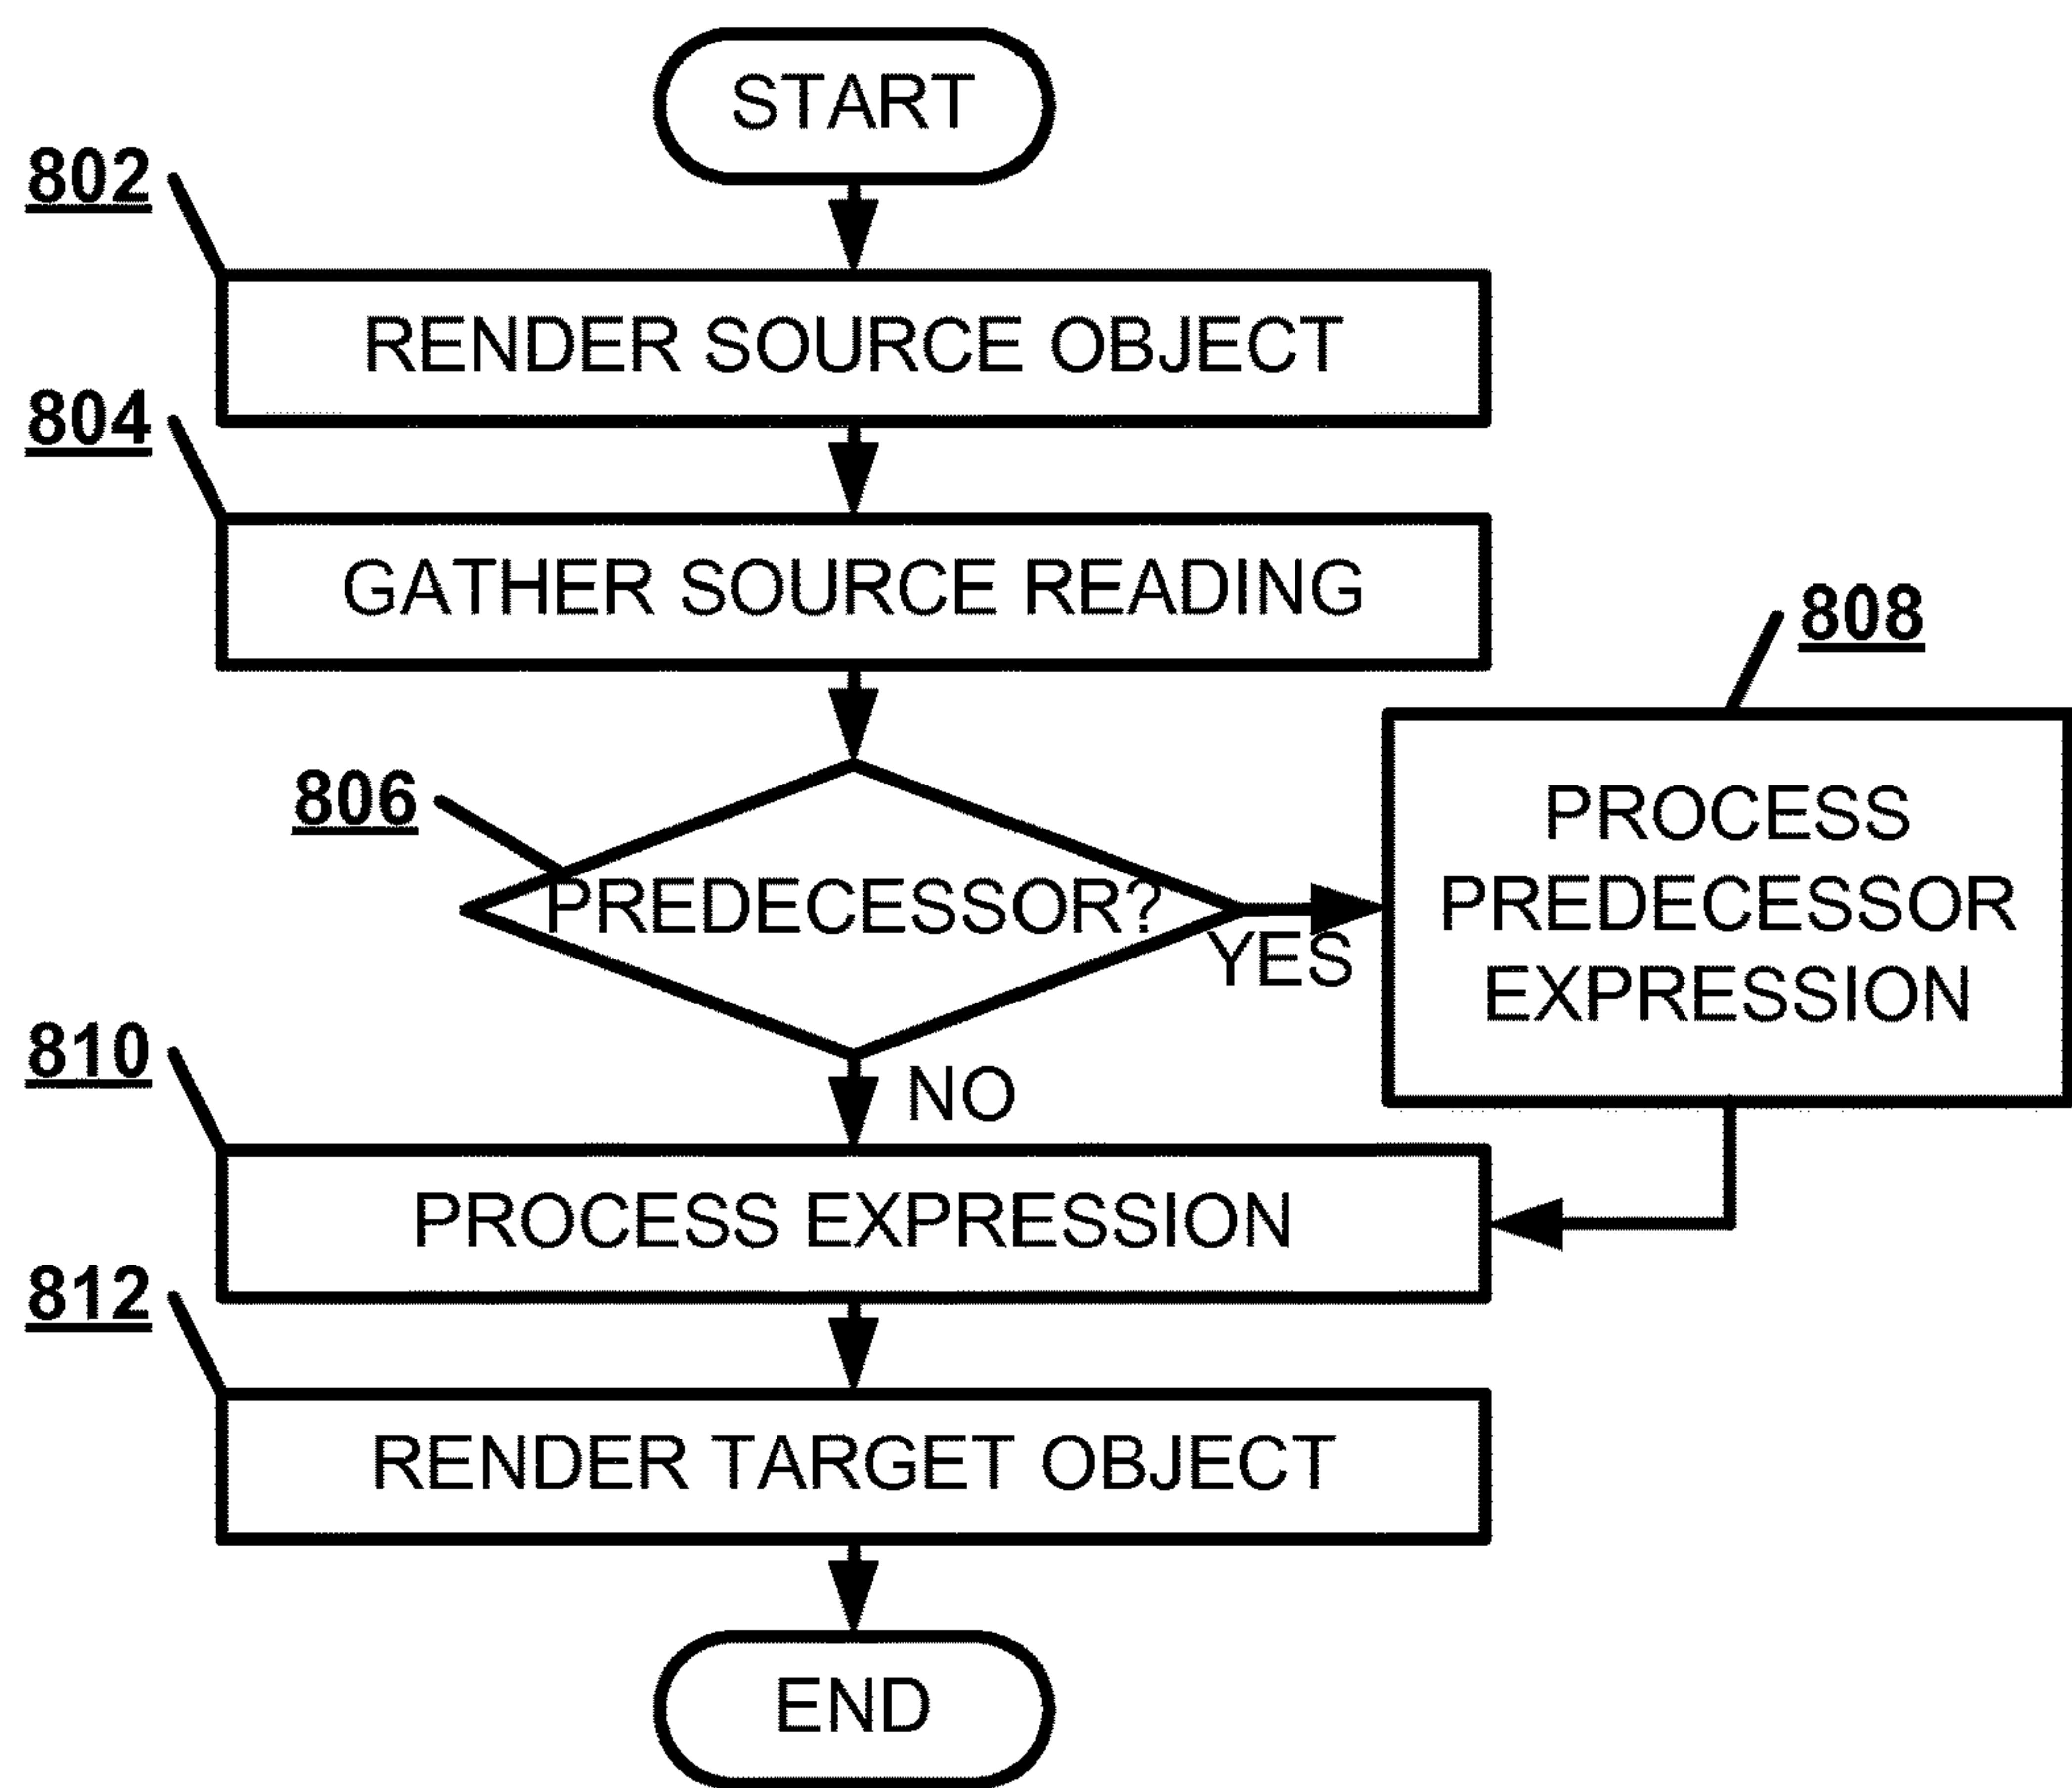 START
802
RENDER SOURCE OBJECT
804
GATHER SOURCE READING
808
806
PREDECESSOR?
YES
PROCESS
PREDECESSOR
EXPRESSION
NO
810
PROCESS EXPRESSION
812
RENDER TARGET OBJECT
END